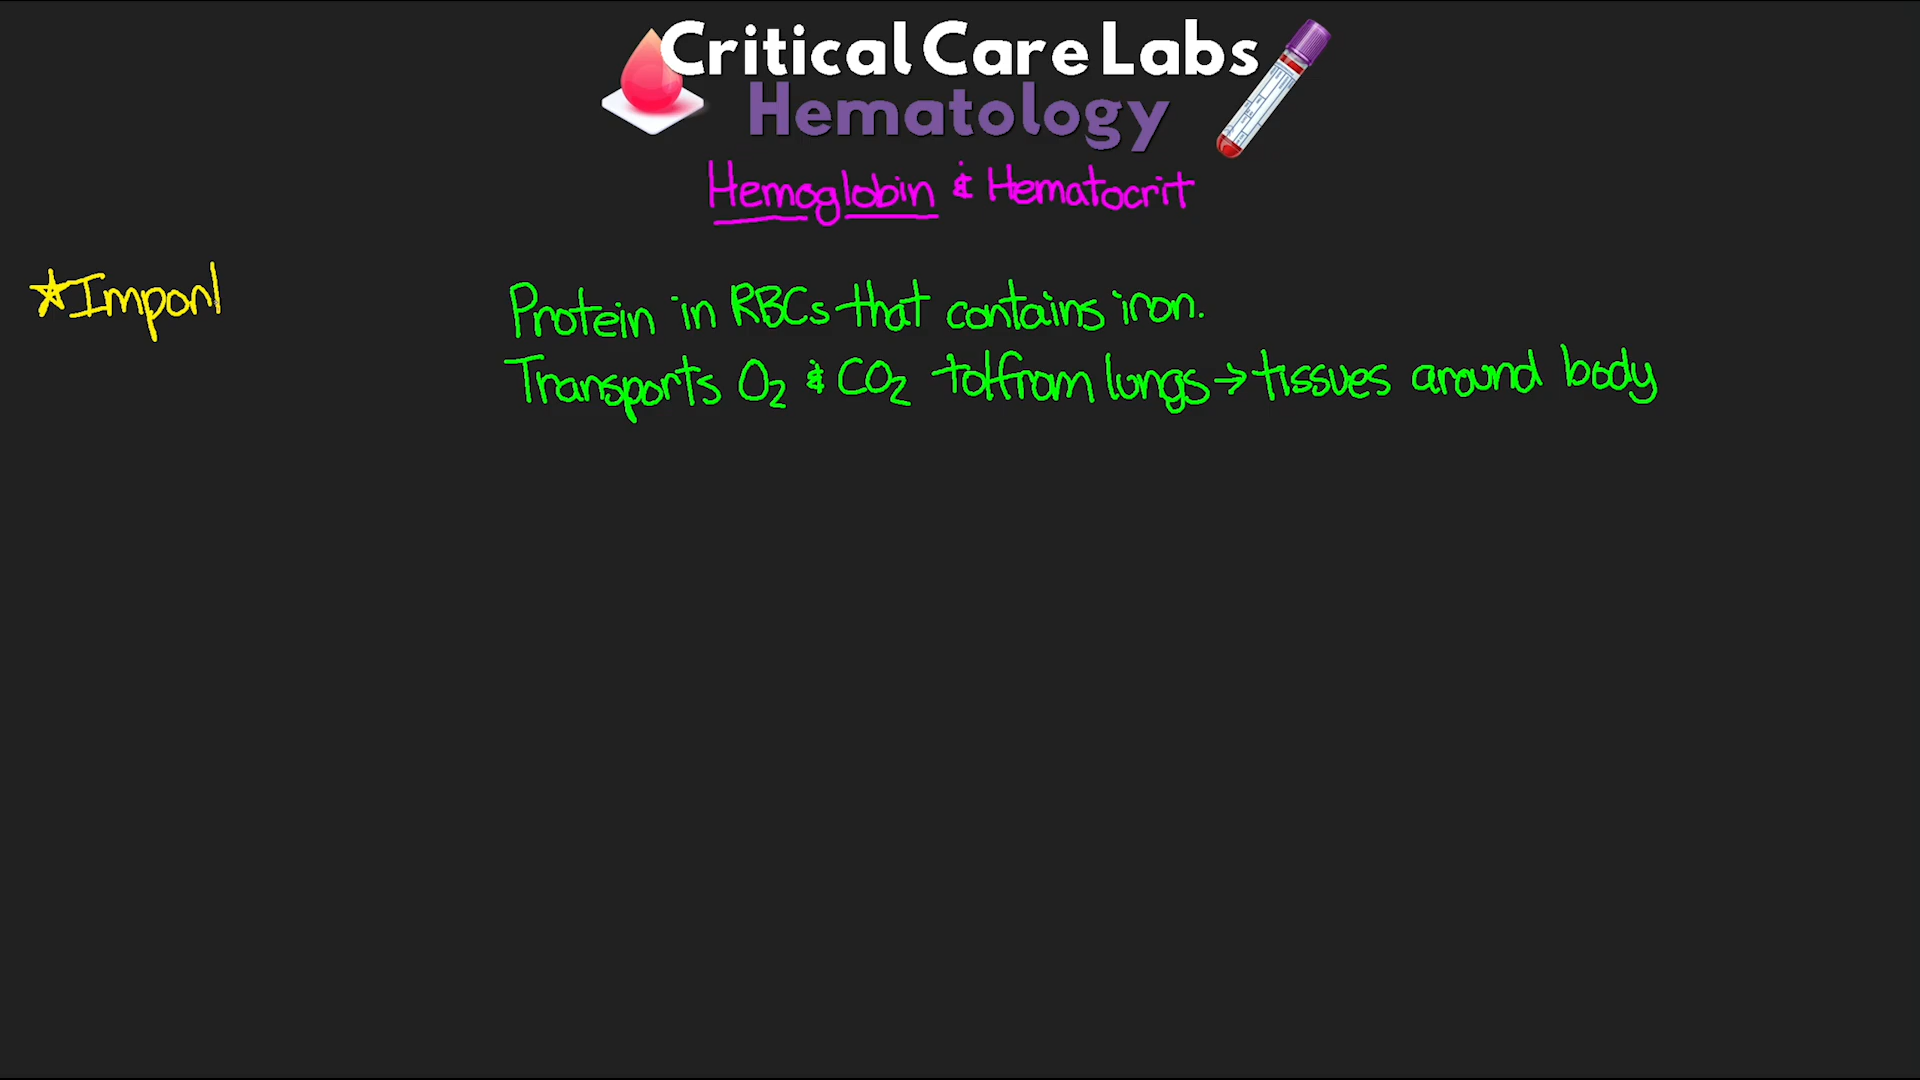 Critical Care Labs
Hematology
Hemoglobin & Hematocrit
★Import
Protein in RBCs that contains iron.
Transports O₂ & CO₂ to/from lungs→tissues around body